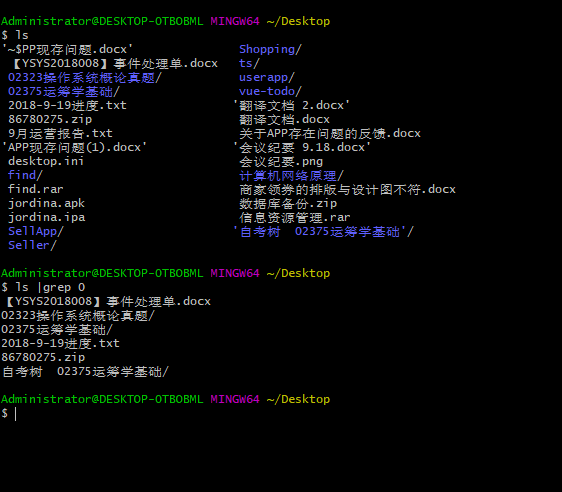 Administrator@DESKTOP-OTBOBML MINGW64 ~/Desktop
$ ls
'~$PP现存问题.docx'                Shopping/
【YSYS2018008】事件处理单.docx   ts/
02323操作系统概论真题/            userapp/
02375运筹学基础/                  vue-todo/
2018-9-19进度.txt                '翻译文档 2.docx'
86780275.zip                      翻译文档.docx
9月运营报告.txt                   关于APP存在问题的反馈.docx
'APP现存问题(1).docx'            '会议纪要 9.18.docx'
desktop.ini                       会议纪要.png
find/                             计算机网络原理/
find.rar                          商家领券的排版与设计图不符.docx
jordina.apk                       数据库备份.zip
jordina.ipa                       信息资源管理.rar
SellApp/                         '自考树  02375运筹学基础'/
Seller/
Administrator@DESKTOP-OTBOBML MINGW64 ~/Desktop
$ ls |grep 0
【YSYS2018008】事件处理单.docx
02323操作系统概论真题/
02375运筹学基础/
2018-9-19进度.txt
86780275.zip
自考树  02375运筹学基础/
Administrator@DESKTOP-OTBOBML MINGW64 ~/Desktop
$